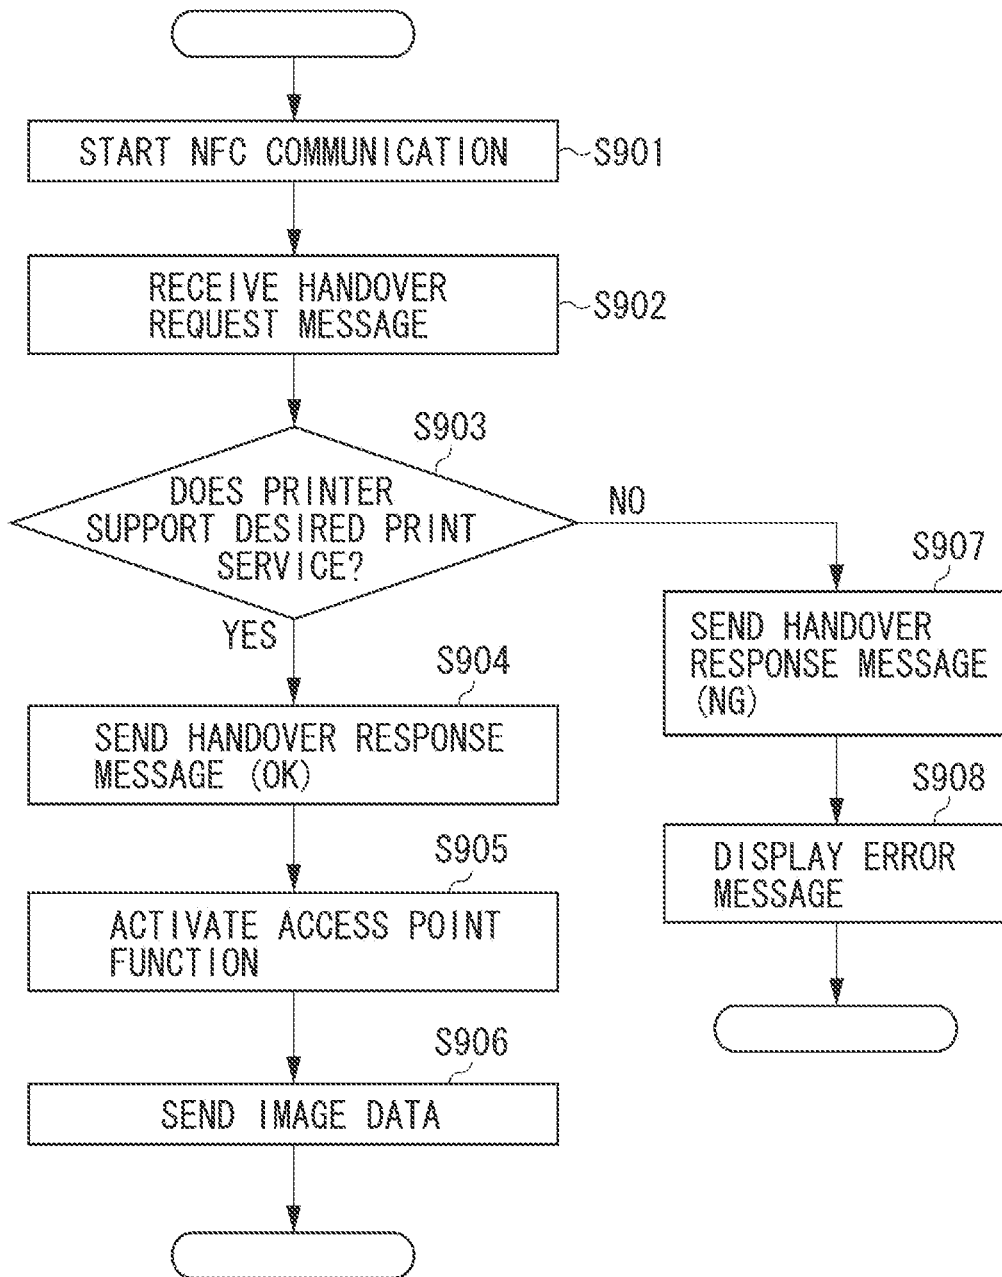 START NFC COMMUNICATION
S901
RECEIVE HANDOVER
REQUEST MESSAGE
S902
S903
DOES PRINTER
SUPPORT DESIRED PRINT
SERVICE?
NO
YES
S904
SEND HANDOVER RESPONSE
MESSAGE (OK)
S905
ACTIVATE ACCESS POINT
FUNCTION
S906
SEND IMAGE DATA
S907
SEND HANDOVER
RESPONSE MESSAGE
(NG)
S908
DISPLAY ERROR
MESSAGE